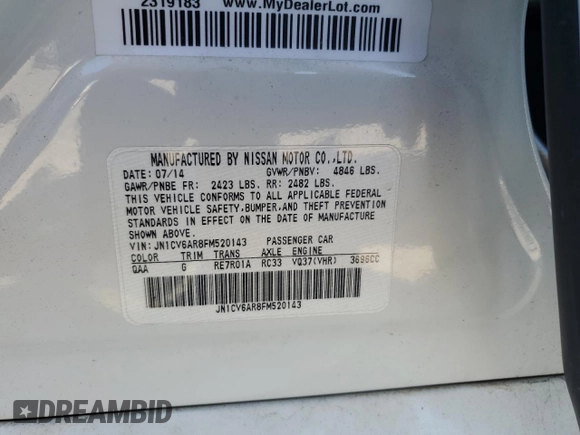 2319183 www.MyDealerLot.com
MANUFACTURED BY NISSAN MOTOR CO.,LTD.
DATE: 07/14 GVWR/PNBV: 4846 LBS.
GAWR/PNBE FR: 2423 LBS. RR: 2482 LBS.
THIS VEHICLE CONFORMS TO ALL APPLICABLE FEDERAL
MOTOR VEHICLE SAFETY,BUMPER,AND THEFT PREVENTION
STANDARDS IN EFFECT ON THE DATE OF MANUFACTURE
SHOWN ABOVE.
VIN: JN1CV6AR8FM520143 PASSENGER CAR
COLOR TRIM TRANS AXLE ENGINE
QAA G RE7R01A RC33 VQ37(VHR) 3696CC
JN1CV6AR8FM520143
DREAMBID